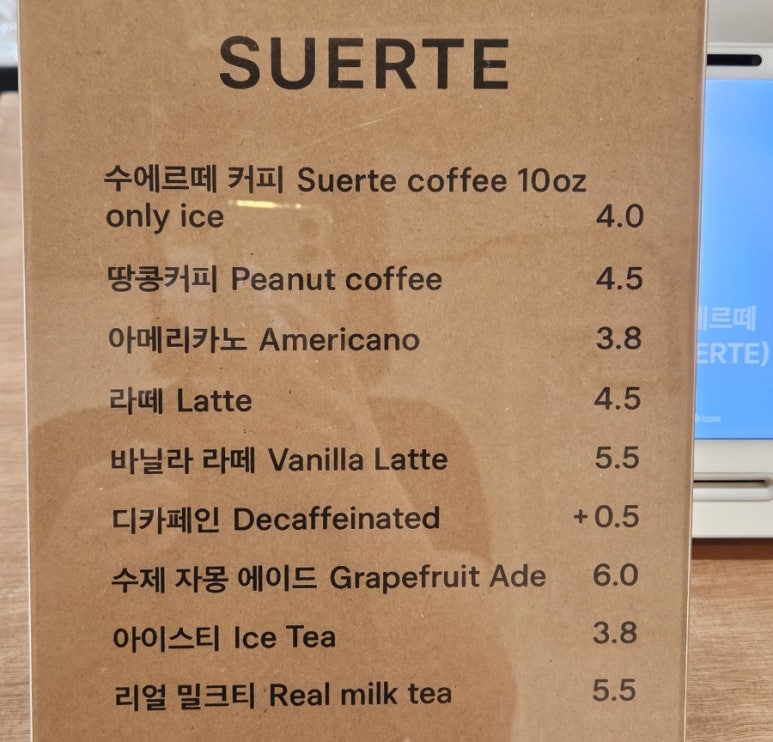 SUERTE
수에르떼 커피 Suerte coffee 10oz
only ice 4.0
땅콩커피 Peanut coffee 4.5
아메리카노 Americano 3.8
라떼 Latte 4.5
바닐라 라떼 Vanilla Latte 5.5
디카페인 Decaffeinated +0.5
수제 자몽 에이드 Grapefruit Ade 6.0
아이스티 Ice Tea 3.8
리얼 밀크티 Real milk tea 5.5
르떼
ERTE)
toss